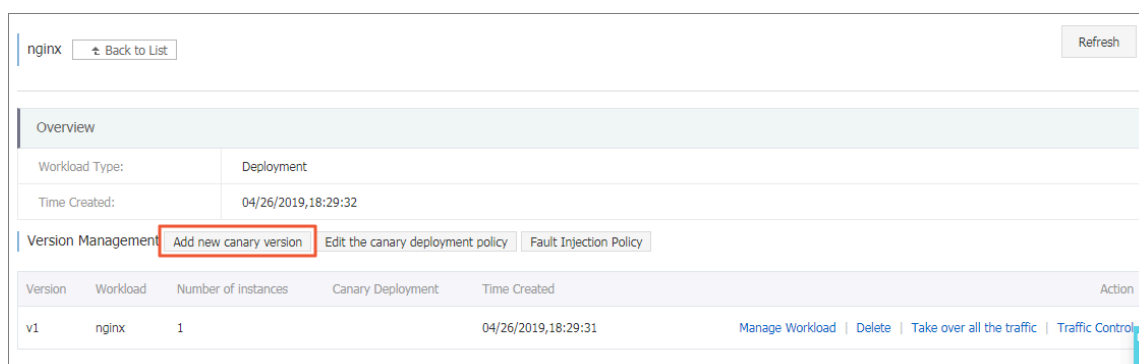 nginx Back to List Refresh
Overview
Workload Type: Deployment
Time Created: 04/26/2019,18:29:32
Version Management Add new canary version Edit the canary deployment policy Fault Injection Policy
Version Workload Number of instances Canary Deployment Time Created Action
v1 nginx 1 04/26/2019,18:29:31 Manage Workload | Delete | Take over all the traffic | Traffic Control